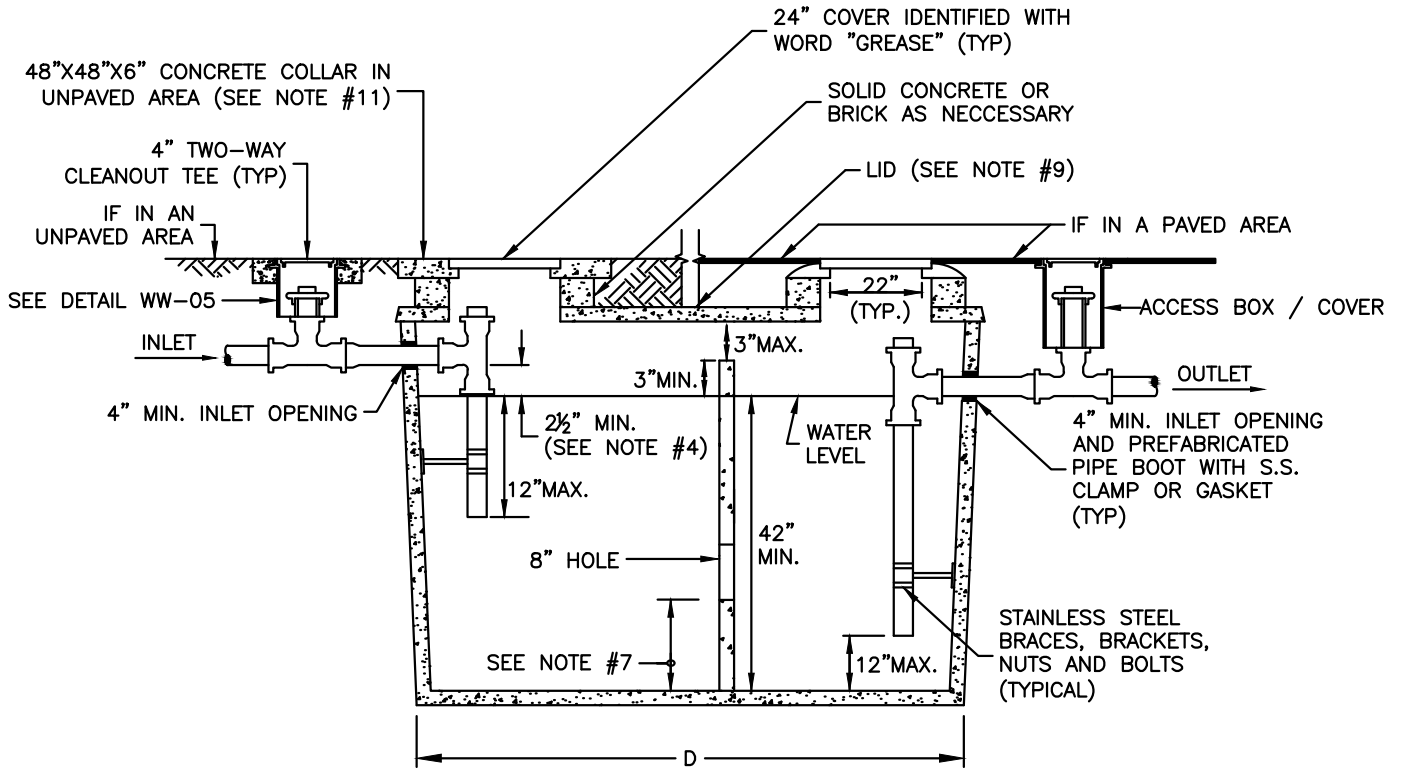 24” COVER IDENTIFIED WITH
WORD ”GREASE” (TYP)
48”X48”X6” CONCRETE COLLAR IN
UNPAVED AREA (SEE NOTE #11)
SOLID CONCRETE OR
BRICK AS NECCESSARY
4” TWO-WAY
CLEANOUT TEE (TYP)
LID (SEE NOTE #9)
IF IN AN
UNPAVED AREA
IF IN A PAVED AREA
SEE DETAIL WW-05
22”
(TYP.)
ACCESS BOX / COVER
INLET
3”MAX.
3”MIN.
OUTLET
4” MIN. INLET OPENING
2½” MIN.
(SEE NOTE #4)
WATER
LEVEL
4” MIN. INLET OPENING
AND PREFABRICATED
PIPE BOOT WITH S.S.
CLAMP OR GASKET
(TYP)
12”MAX.
42”
MIN.
8” HOLE
SEE NOTE #7
12”MAX.
STAINLESS STEEL
BRACES, BRACKETS,
NUTS AND BOLTS
(TYPICAL)
D